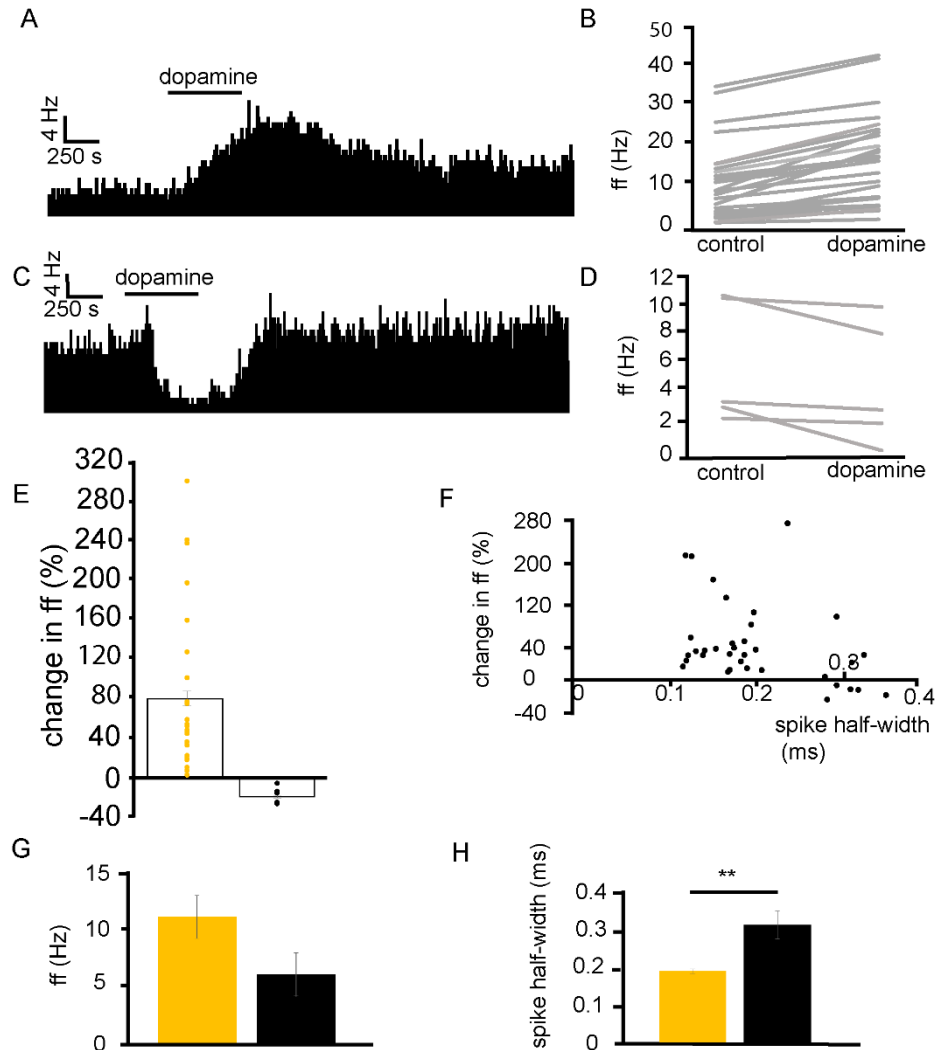 A
dopamine
4 Hz
250 s
B
50
40
30
20
10
0
ff (Hz)
control
dopamine
C
4 Hz
250 s
dopamine
D
12
10
8
6
4
2
0
ff (Hz)
control
dopamine
E
320
280
240
200
160
120
80
40
0
-40
change in ff (%)
F
280
200
120
40
0
-40
change in ff (%)
0
0.1
0.2
0.3
0.4
spike half-width
(ms)
G
15
10
5
0
ff (Hz)
H
**
0.4
0.3
0.2
0.1
0
spike half-width (ms)